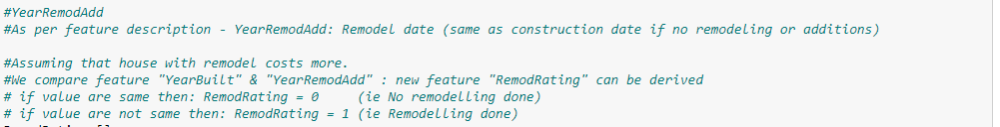 #YearRemodAdd
#As per feature description - YearRemodAdd: Remodel date (same as construction date if no remodeling or additions)
#Assuming that house with remodel costs more.
#We compare feature "YearBuilt" & "YearRemodAdd" : new feature "RemodRating" can be derived
# if value are same then: RemodRating = 0     (ie No remodelling done)
# if value are not same then: RemodRating = 1 (ie Remodelling done)